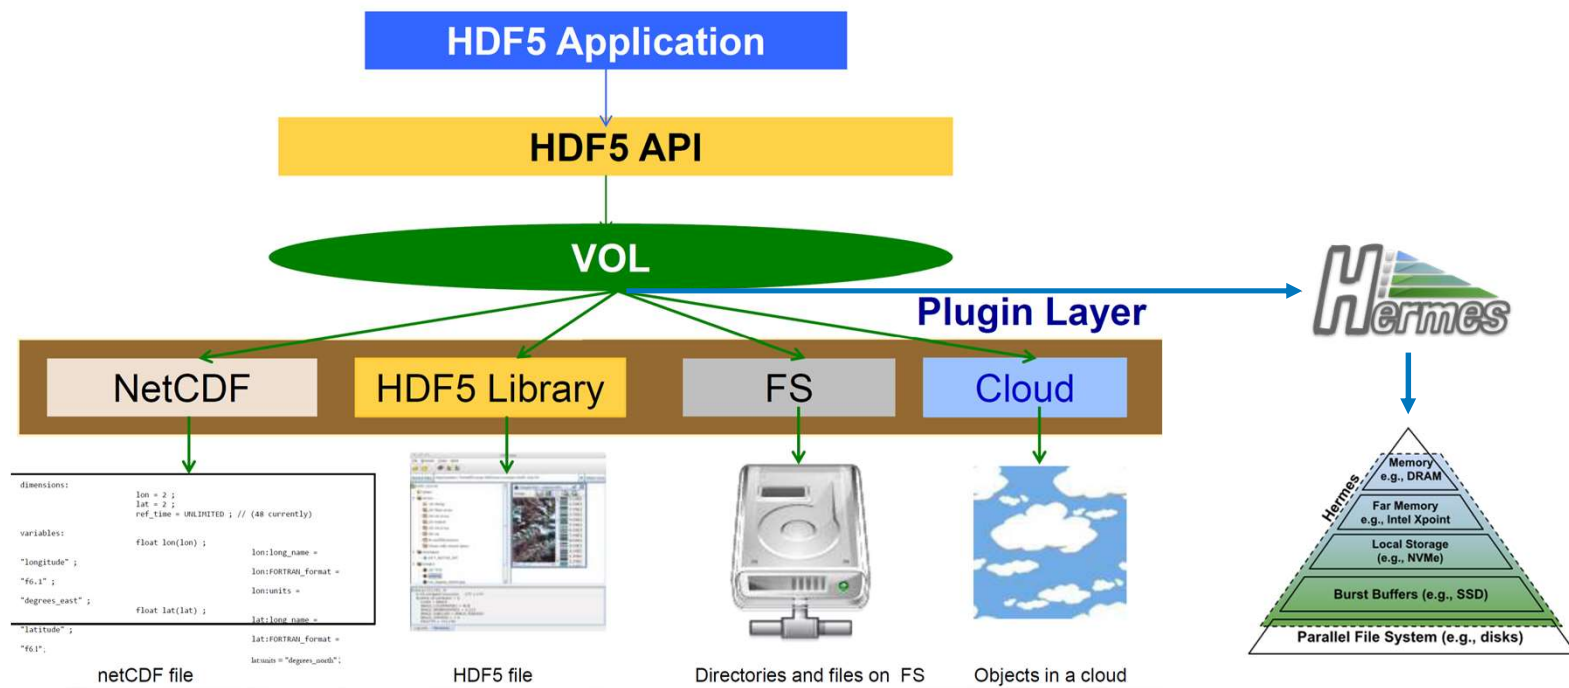 HDF5 Application
HDF5 API
VOL
Plugin Layer
Hermes
NetCDF
HDF5 Library
FS
Cloud
dimensions:
lon = 2 ;
lat = 2 ;
ref_time = UNLIMITED ; // (48 currently)
variables:
float lon(lon) ;
lon:long_name =
"longitude" ;
lon:FORTRAN_format =
"f6.1" ;
lon:units =
"degrees_east" ;
float lat(lat) ;
lat:long_name =
"latitude" ;
lat:FORTRAN_format =
"f6.1";
lat:units = "degrees_north";
netCDF file
HDF5 file
Directories and files on FS
Objects in a cloud
Hermes
Memory
e.g., DRAM
Far Memory
e.g., Intel Xpoint
Local Storage
(e.g., NVMe)
Burst Buffers (e.g., SSD)
Parallel File System (e.g., disks)